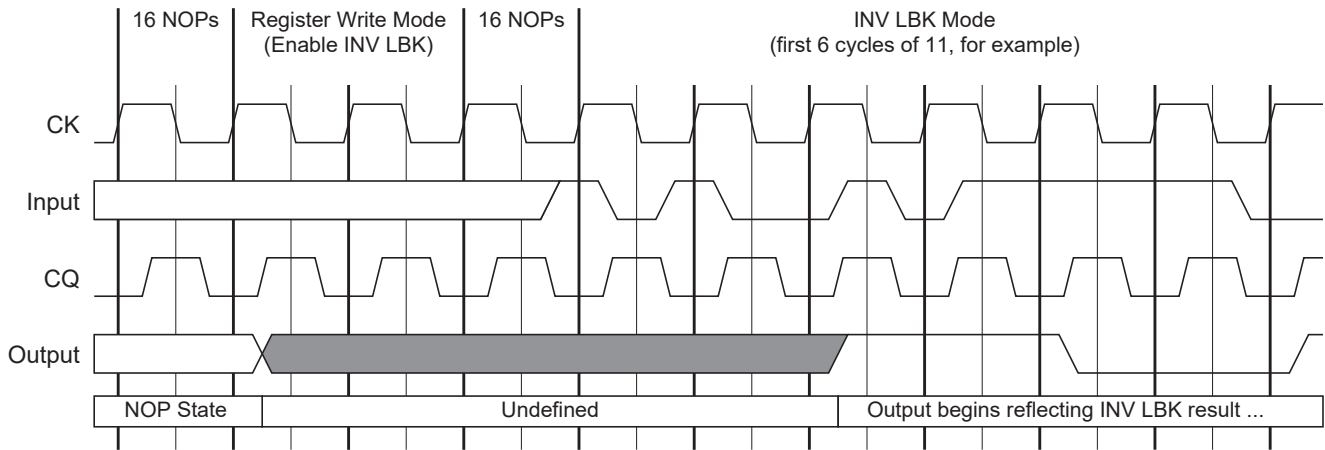 16 NOPs
Register Write Mode
(Enable INV LBK)
16 NOPs
INV LBK Mode
(first 6 cycles of 11, for example)
CK
Input
CQ
Output
NOP State
Undefined
Output begins reflecting INV LBK result ...